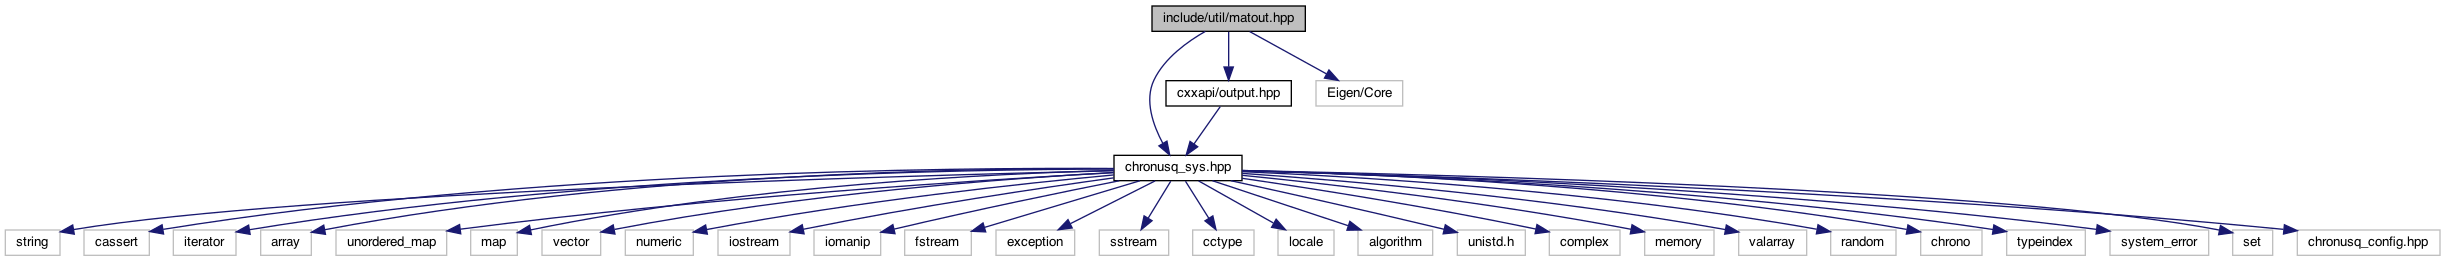 include/util/matout.hpp
cxxapi/output.hpp
Eigen/Core
chronusq_sys.hpp
string
cassert
iterator
array
unordered_map
map
vector
numeric
iostream
iomanip
fstream
exception
sstream
cctype
locale
algorithm
unistd.h
complex
memory
valarray
random
chrono
typeindex
system_error
set
chronusq_config.hpp